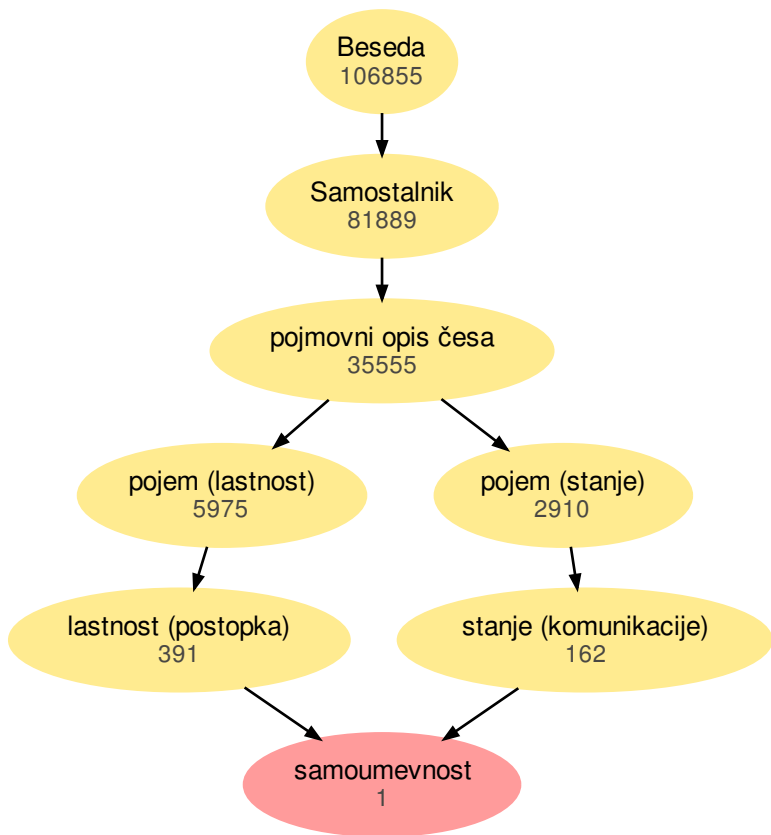 Beseda
106855
Samostalnik
81889
pojmovni opis česa
35555
pojem (lastnost)
5975
pojem (stanje)
2910
lastnost (postopka)
391
stanje (komunikacije)
162
samoumevnost
1